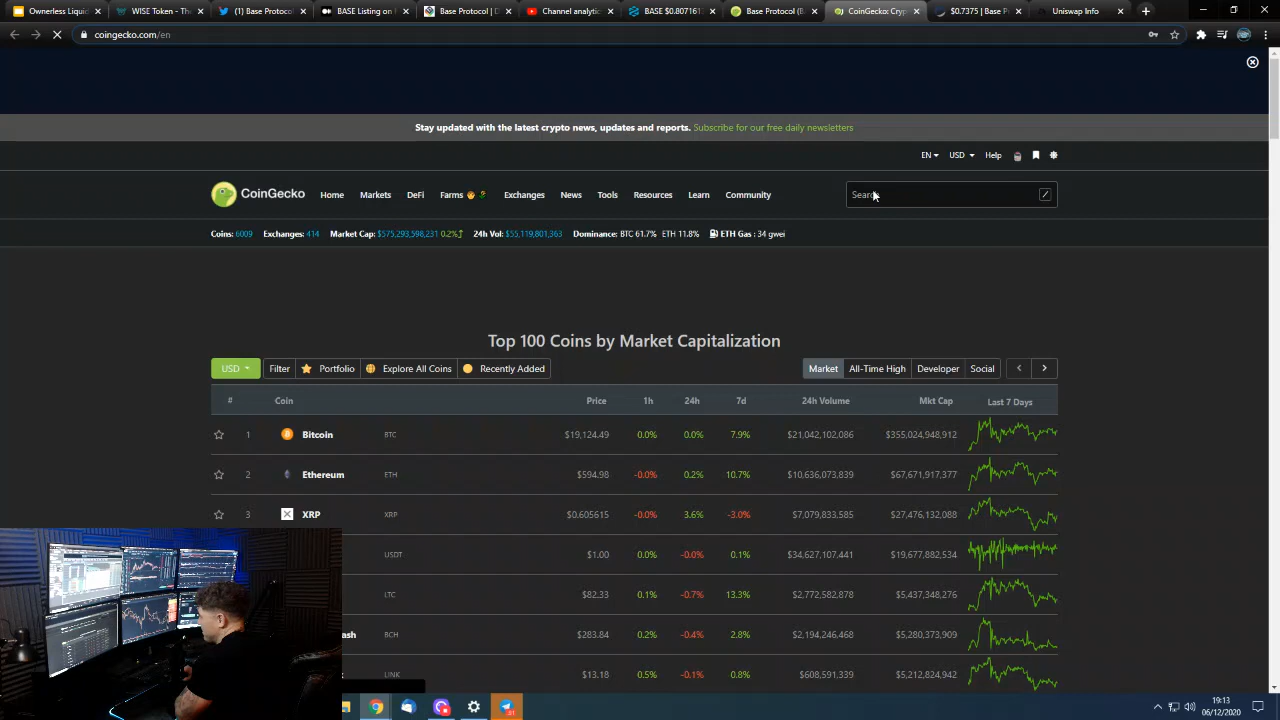 Ownerless Liquid
WISE Token - Th
(1) Base Protoc
BASE Listing on
Base Protocol | D
Channel analytic
BASE $0.807161
Base Protocol (B
CoinGecko: Cryp
$0.7375 | Base P
Uniswap Info
coingecko.com/en
Stay updated with the latest crypto news, updates and reports. Subscribe for our free daily newsletters
EN USD Help
CoinGecko Home Markets DeFi Farms Exchanges News Tools Resources Learn Community Search /
Coins: 6009 Exchanges: 414 Market Cap: $575,293,598,231 0.2% 24h Vol: $55,119,801,363 Dominance: BTC 61.7% ETH 11.8% ETH Gas: 34 gwei
Top 100 Coins by Market Capitalization
USD Filter Portfolio Explore All Coins Recently Added Market All-Time High Developer Social
# Coin Price 1h 24h 7d 24h Volume Mkt Cap Last 7 Days
1 Bitcoin BTC $19,124.49 0.0% 0.0% 7.9% $21,042,102,086 $355,024,948,912
2 Ethereum ETH $594.98 -0.0% 0.2% 10.7% $10,636,073,839 $67,671,917,377
3 XRP XRP $0.605615 -0.0% 3.6% -3.0% $7,079,833,585 $27,476,132,088
USDT $1.00 0.0% -0.0% 0.1% $34,627,107,441 $19,677,882,534
LTC $82.33 0.1% -0.7% 13.3% $2,772,582,878 $5,437,348,276
ash BCH $283.84 0.2% -0.4% 2.8% $2,194,246,468 $5,280,373,909
LINK $13.18 0.5% -0.1% 0.8% $608,591,339 $5,212,824,942
19:13
06/12/2020